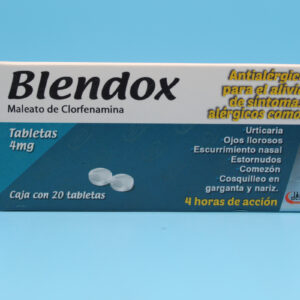 Blendox
Maleato de Clorfenamina
Tabletas
4mg
Caja con 20 tabletas
Antialérgico
para el alivio
de síntomas
alérgicos como:
Urticaria
Ojos llorosos
Escurrimiento nasal
Estornudos
Comezón
Cosquilleo en
garganta y nariz.
4 horas de acción